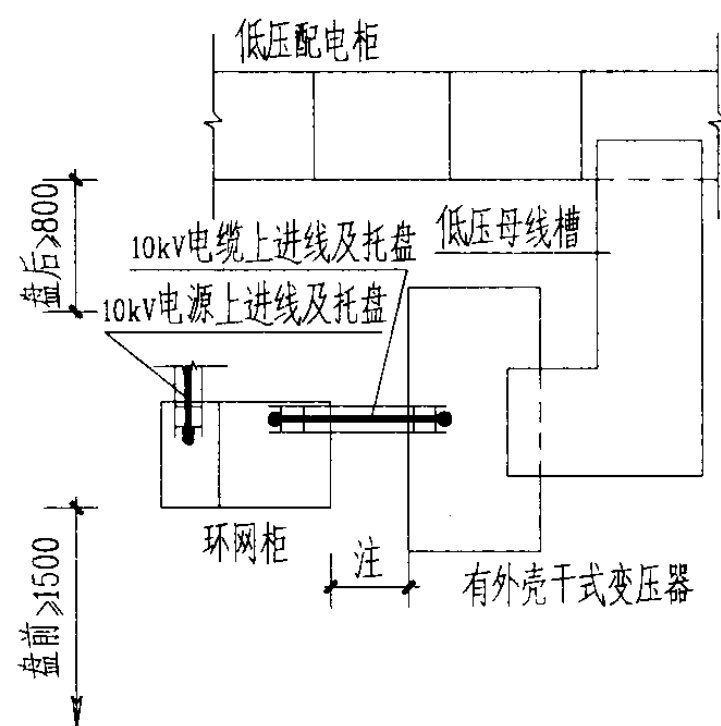 低压配电柜
盘后≥800
10kV电缆上进线及托盘
低压母线槽
10kV电源上进线及托盘
环网柜
注
有外壳干式变压器
盘前≥1500